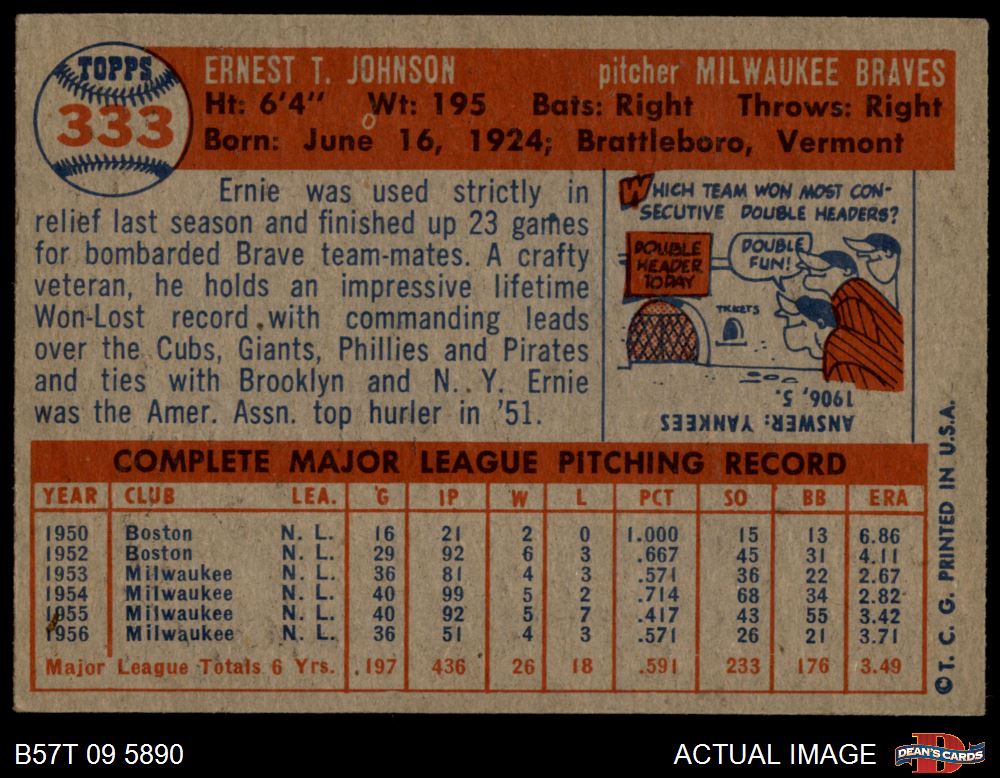 TOPPS
333
ERNEST T. JOHNSON pitcher MILWAUKEE BRAVES
Ht: 6'4" Wt: 195 Bats: Right Throws: Right
Born: June 16, 1924; Brattleboro, Vermont
Ernie was used strictly in
relief last season and finished up 23 games
for bombarded Brave team-mates. A crafty
veteran, he holds an impressive lifetime
Won-Lost record with commanding leads
over the Cubs, Giants, Phillies and Pirates
and ties with Brooklyn and N. Y. Ernie
was the Amer. Assn. top hurler in '51.
WHICH TEAM WON MOST CON-
SECUTIVE DOUBLE HEADERS?
DOUBLE
HEADER
TODAY
DOUBLE
FUN!
TICKETS
ANSWER: YANKEES
1906, 5.
COMPLETE MAJOR LEAGUE PITCHING RECORD
YEAR CLUB LEA. G IP W L PCT SO BB ERA
1950 Boston N. L. 16 21 2 0 1.000 15 13 6.86
1952 Boston N. L. 29 92 6 3 .667 45 31 4.11
1953 Milwaukee N. L. 36 81 4 3 .571 36 22 2.67
1954 Milwaukee N. L. 40 99 5 2 .714 68 34 2.82
1955 Milwaukee N. L. 40 92 5 7 .417 43 55 3.42
1956 Milwaukee N. L. 36 51 4 3 .571 26 21 3.71
Major League Totals 6 Yrs. 197 436 26 18 .591 233 176 3.49
© T. C. G. PRINTED IN U.S.A.
B57T 09 5890
ACTUAL IMAGE
D
DEAN'S CARDS